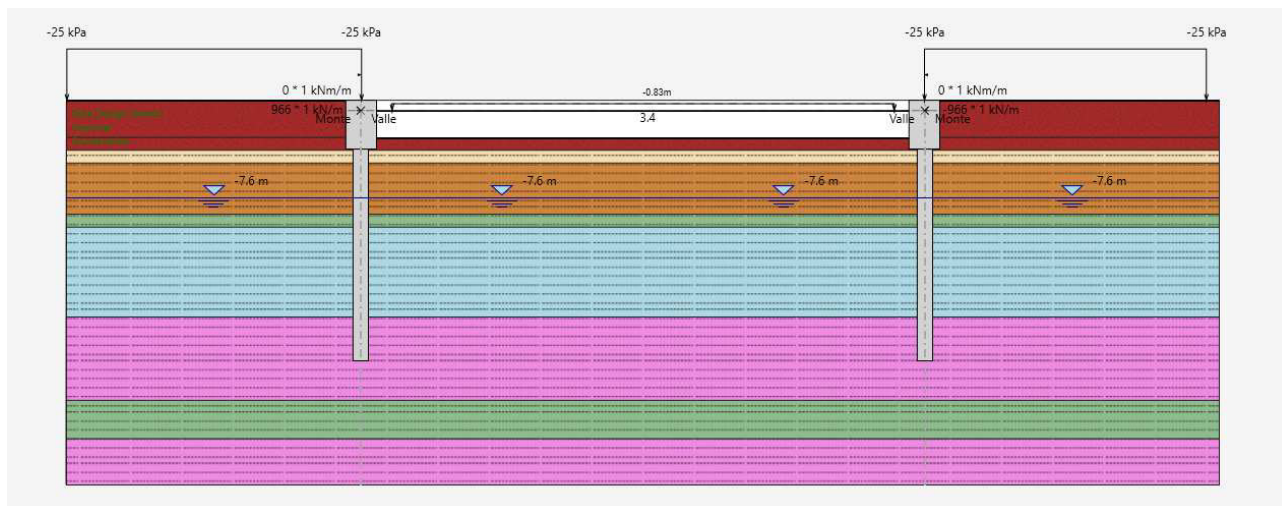 -25 kPa -25 kPa -25 kPa -25 kPa
0 * 1 kNm/m -0.83m 0 * 1 kNm/m
966 * 1 kN/m -966 * 1 kN/m
Monte Valle 3.4 Valle Monte
-7.6 m -7.6 m -7.6 m -7.6 m